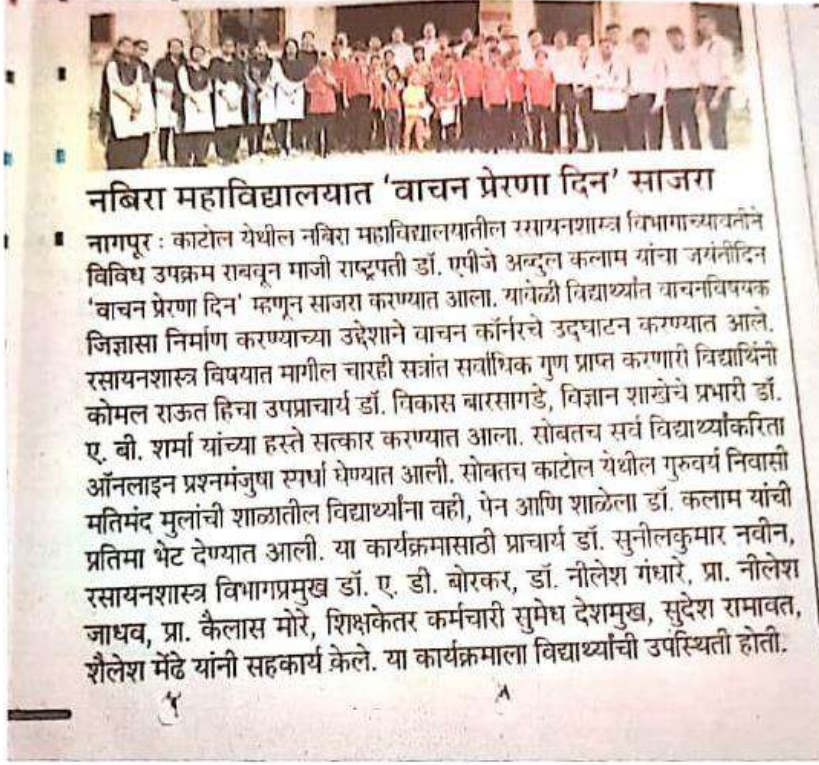 नबिरा महाविद्यालयात 'वाचन प्रेरणा दिन' साजरा
नागपूर : काटोल येथील नबिरा महाविद्यालयातील रसायनशास्त्र विभागाच्यावतीने
विविध उपक्रम राबवून माजी राष्ट्रपती डॉ. एपीजे अब्दुल कलाम यांचा जयंतीदिन
'वाचन प्रेरणा दिन' म्हणून साजरा करण्यात आला. यावेळी विद्यार्थ्यांत वाचनविषयक
जिज्ञासा निर्माण करण्याच्या उद्देशाने वाचन कॉर्नरचे उद्घाटन करण्यात आले.
रसायनशास्त्र विषयात मागील चारही सत्रांत सर्वाधिक गुण प्राप्त करणारी विद्यार्थिनी
कोमल राऊत हिचा उपप्राचार्य डॉ. विकास बारसागडे, विज्ञान शाखेचे प्रभारी डॉ.
ए. बी. शर्मा यांच्या हस्ते सत्कार करण्यात आला. सोबतच सर्व विद्यार्थ्यांकरिता
ऑनलाइन प्रश्नमंजुषा स्पर्धा घेण्यात आली. सोबतच काटोल येथील गुरुवर्य निवासी
मतिमंद मुलांची शाळातील विद्यार्थ्यांना वही, पेन आणि शाळेला डॉ. कलाम यांची
प्रतिमा भेट देण्यात आली. या कार्यक्रमासाठी प्राचार्य डॉ. सुनीलकुमार नवीन,
रसायनशास्त्र विभागप्रमुख डॉ. ए. डी. बोरकर, डॉ. नीलेश गंधारे, प्रा. नीलेश
जाधव, प्रा. कैलास मोरे, शिक्षकेतर कर्मचारी सुमेध देशमुख, सुदेश रामावत,
शैलेश मेंढे यांनी सहकार्य केले. या कार्यक्रमाला विद्यार्थ्यांची उपस्थिती होती.